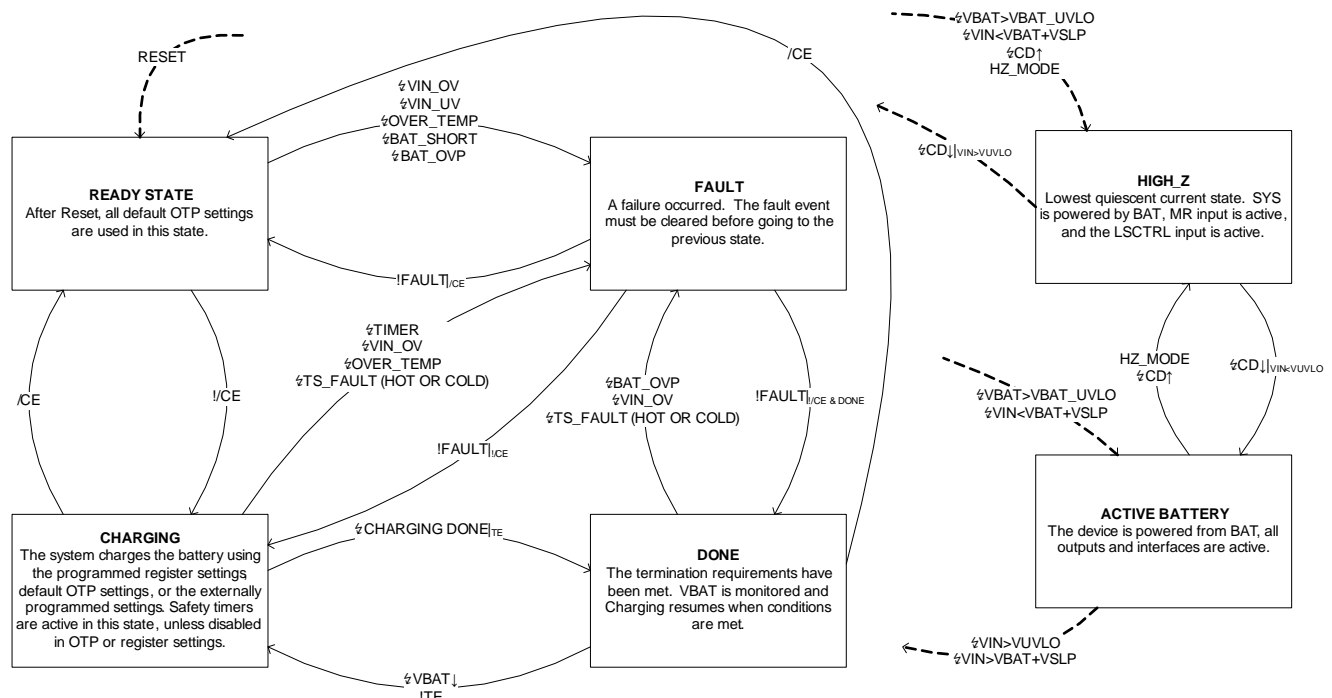 RESET
/CE
↯VIN_OV
↯VIN_UV
↯OVER_TEMP
↯BAT_SHORT
↯BAT_OVP
↯VBAT>VBAT_UVLO
↯VIN<VBAT+VSLP
↯CD↑
HZ_MODE
READY STATE
After Reset, all default OTP settings
are used in this state.
FAULT
A failure occurred. The fault event
must be cleared before going to the
previous state.
↯CD↓|VIN>VUVLO
HIGH_Z
Lowest quiescent current state. SYS
is powered by BAT, MR input is active,
and the LSCTRL input is active.
!FAULT|/CE
/CE
!/CE
↯TIMER
↯VIN_OV
↯OVER_TEMP
↯TS_FAULT (HOT OR COLD)
!FAULT|!/CE
↯BAT_OVP
↯VIN_OV
↯TS_FAULT (HOT OR COLD)
!FAULT|!/CE & DONE
↯VBAT>VBAT_UVLO
↯VIN<VBAT+VSLP
HZ_MODE
↯CD↑
↯CD↓|VIN<VUVLO
CHARGING
The system charges the battery using
the programmed register settings,
default OTP settings, or the externally
programmed settings. Safety timers
are active in this state, unless disabled
in OTP or register settings.
↯CHARGING DONE|TE
DONE
The termination requirements have
been met. VBAT is monitored and
Charging resumes when conditions
are met.
ACTIVE BATTERY
The device is powered from BAT, all
outputs and interfaces are active.
↯VBAT↓
!TE
↯VIN>VUVLO
↯VIN>VBAT+VSLP